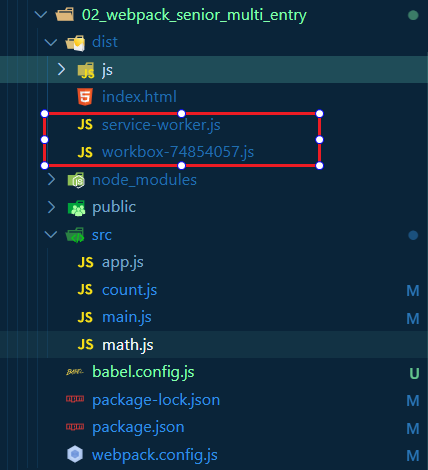 02_webpack_senior_multi_entry
dist
js
index.html
JS service-worker.js
JS workbox-74854057.js
node_modules
public
src
JS app.js
JS count.js M
JS main.js M
JS math.js
babel.config.js U
package-lock.json M
package.json M
webpack.config.js M